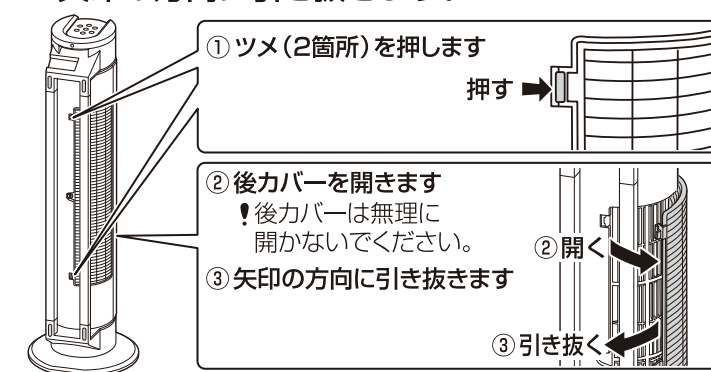 ① ツメ（2箇所）を押します
押す
② 後カバーを開きます
後カバーは無理に
開かないでください。
② 開く
③ 矢印の方向に引き抜きます
③ 引き抜く